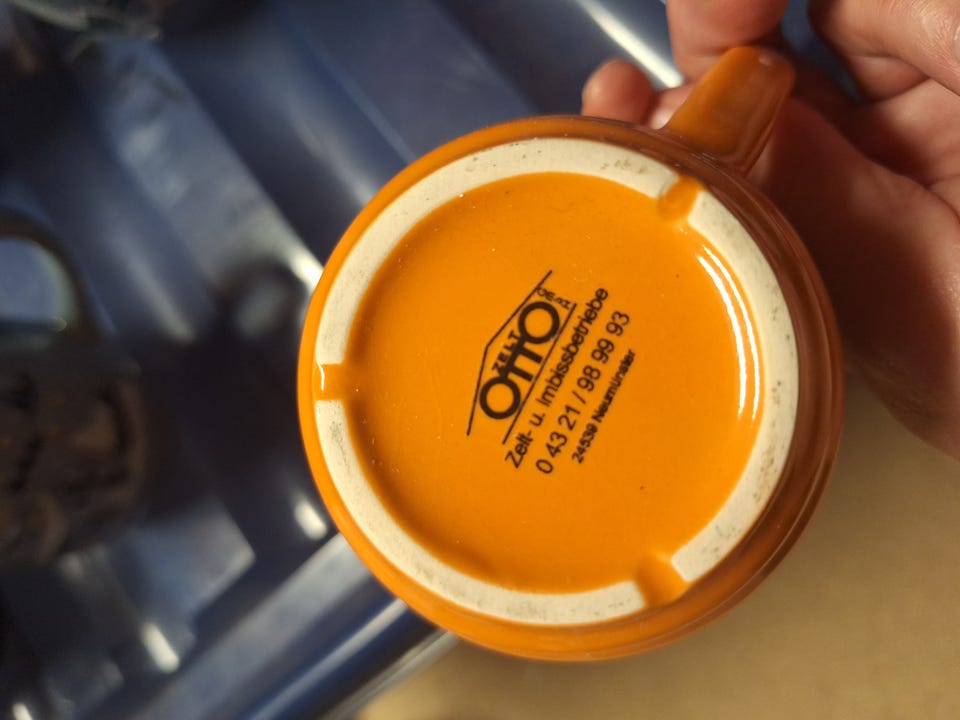 ZELT
OTTO
Zelt- u. Imbissbetriebe
0 43 21 / 98 99 93
24539 Neumünster